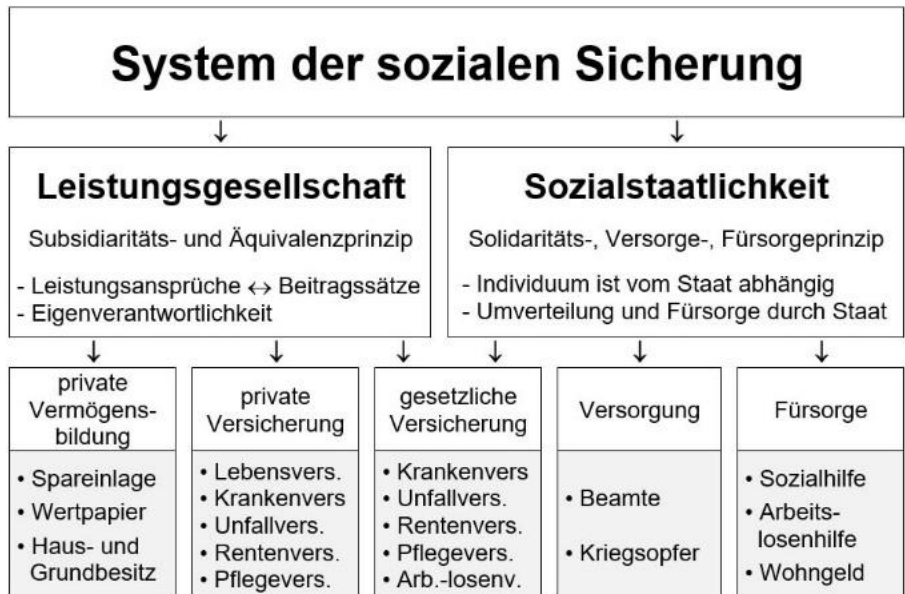 System der sozialen Sicherung
Leistungsgesellschaft
Subsidiaritäts- und Äquivalenzprinzip
- Leistungsansprüche ↔ Beitragssätze
- Eigenverantwortlichkeit
Sozialstaatlichkeit
Solidaritäts-, Versorge-, Fürsorgeprinzip
- Individuum ist vom Staat abhängig
- Umverteilung und Fürsorge durch Staat
private
Vermögens-
bildung
• Spareinlage
• Wertpapier
• Haus- und
Grundbesitz
private
Versicherung
• Lebensvers.
• Krankenvers
• Unfallvers.
• Rentenvers.
• Pflegevers.
gesetzliche
Versicherung
• Krankenvers
• Unfallvers.
• Rentenvers.
• Pflegevers.
• Arb.-losenv.
Versorgung
• Beamte
• Kriegsopfer
Fürsorge
• Sozialhilfe
• Arbeits-
losenhilfe
• Wohngeld